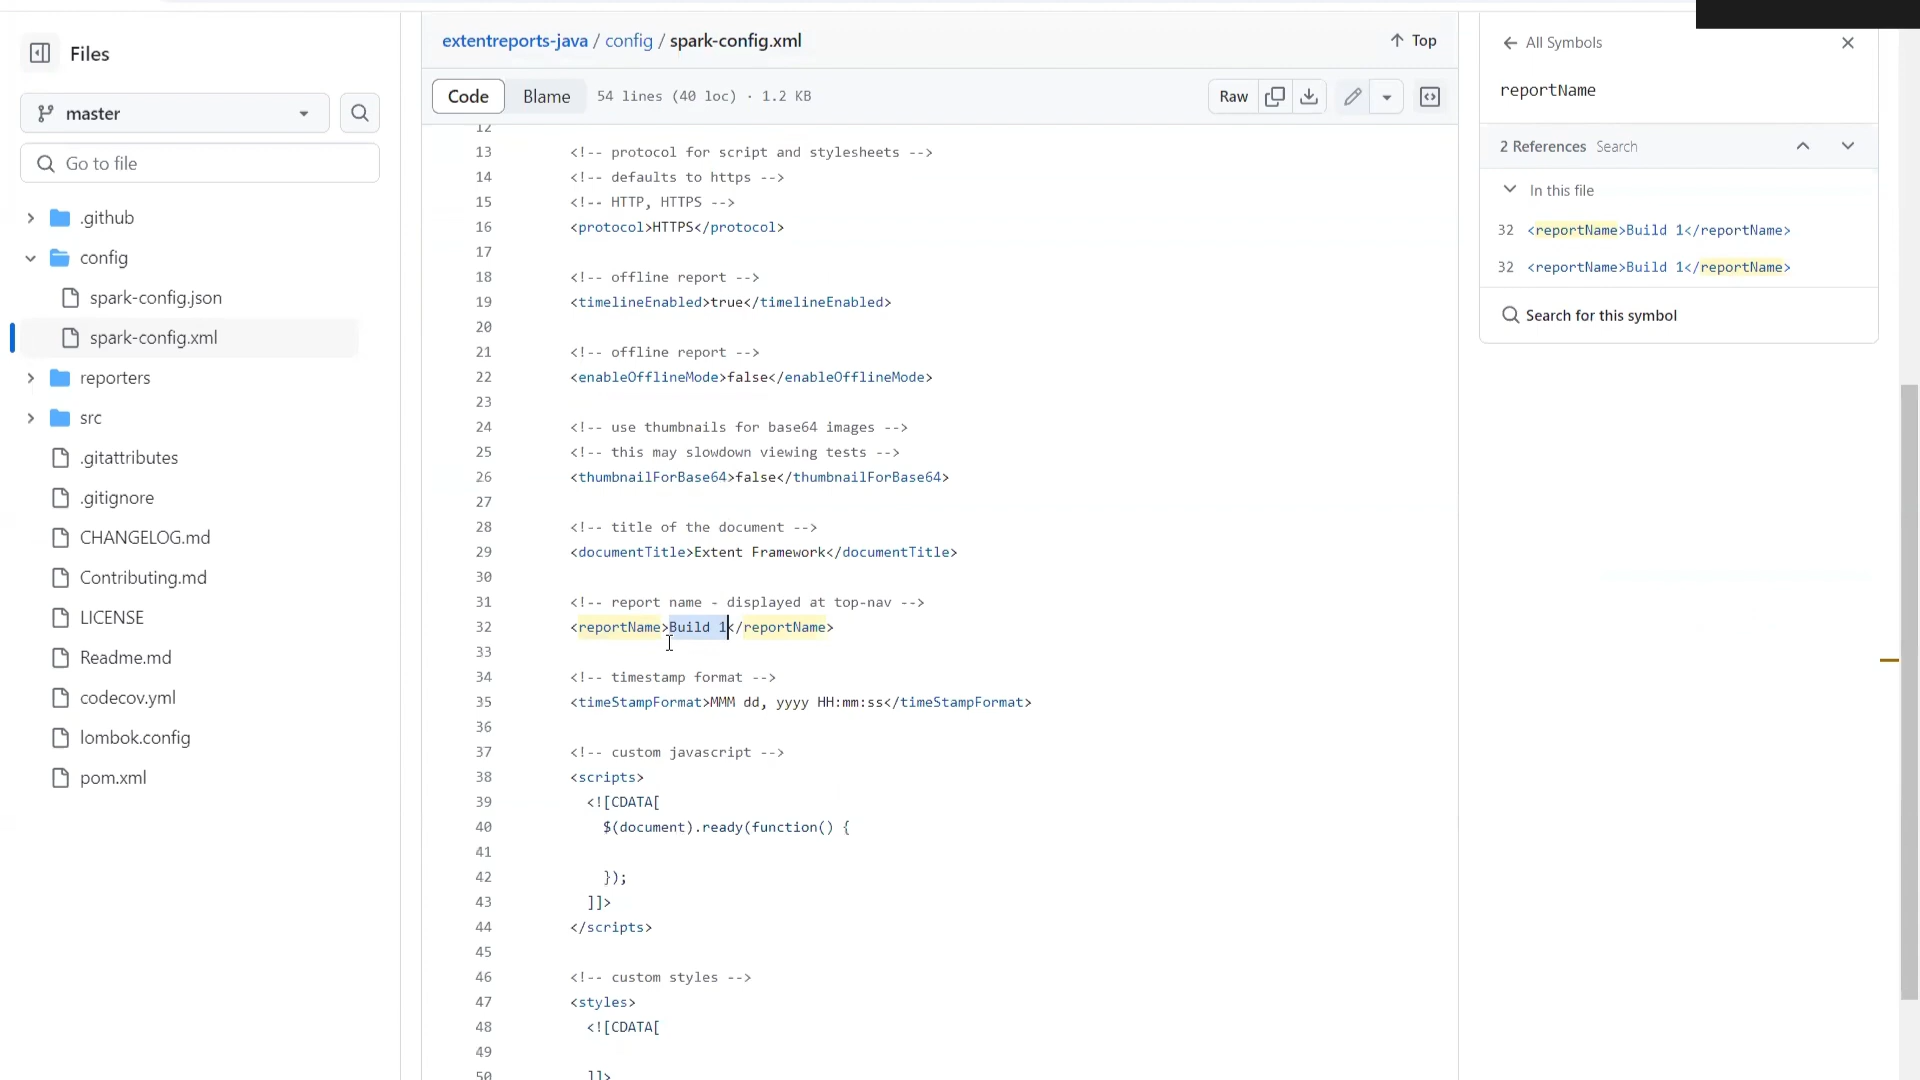 Files
master
Go to file
.github
config
spark-config.json
spark-config.xml
reporters
src
.gitattributes
.gitignore
CHANGELOG.md
Contributing.md
LICENSE
Readme.md
codecov.yml
lombok.config
pom.xml
extentreports-java / config / spark-config.xml
Top
Code Blame 54 lines (40 loc) · 1.2 KB
Raw
12
13 <!-- protocol for script and stylesheets -->
14 <!-- defaults to https -->
15 <!-- HTTP, HTTPS -->
16 <protocol>HTTPS</protocol>
17
18 <!-- offline report -->
19 <timelineEnabled>true</timelineEnabled>
20
21 <!-- offline report -->
22 <enableOfflineMode>false</enableOfflineMode>
23
24 <!-- use thumbnails for base64 images -->
25 <!-- this may slowdown viewing tests -->
26 <thumbnailForBase64>false</thumbnailForBase64>
27
28 <!-- title of the document -->
29 <documentTitle>Extent Framework</documentTitle>
30
31 <!-- report name - displayed at top-nav -->
32 <reportName>Build 1</reportName>
33
34 <!-- timestamp format -->
35 <timeStampFormat>MMM dd, yyyy HH:mm:ss</timeStampFormat>
36
37 <!-- custom javascript -->
38 <scripts>
39 <![CDATA[
40 $(document).ready(function() {
41
42 });
43 ]]>
44 </scripts>
45
46 <!-- custom styles -->
47 <styles>
48 <![CDATA[
49
50 ]]>
All Symbols
reportName
2 References Search
In this file
32 <reportName>Build 1</reportName>
32 <reportName>Build 1</reportName>
Search for this symbol